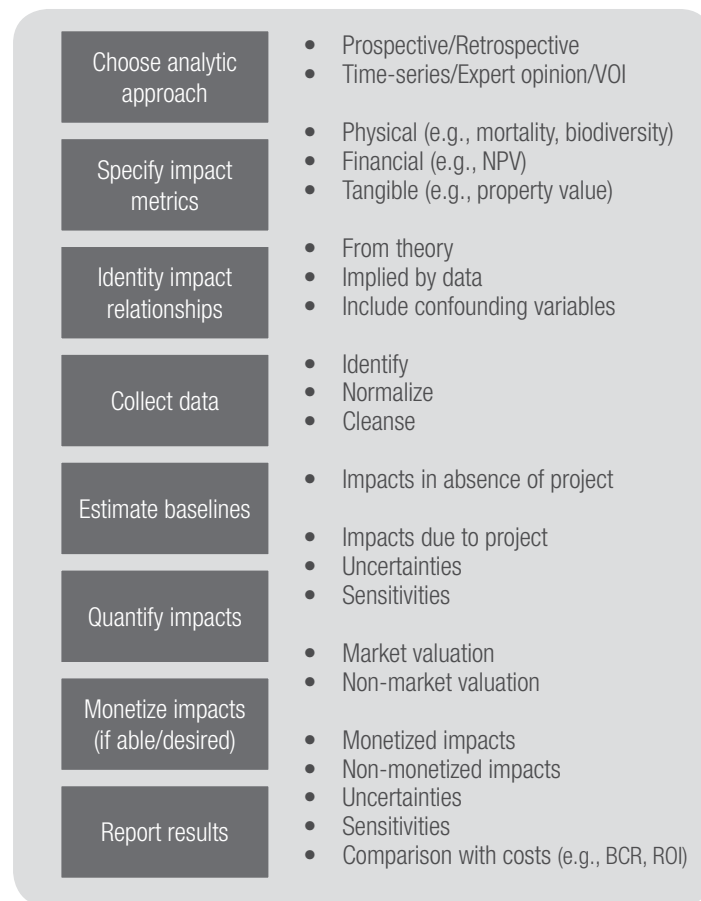 Choose analytic
approach
• Prospective/Retrospective
• Time-series/Expert opinion/VOI
Specify impact
metrics
• Physical (e.g., mortality, biodiversity)
• Financial (e.g., NPV)
• Tangible (e.g., property value)
Identity impact
relationships
• From theory
• Implied by data
• Include confounding variables
Collect data
• Identify
• Normalize
• Cleanse
Estimate baselines
• Impacts in absence of project
Quantify impacts
• Impacts due to project
• Uncertainties
• Sensitivities
Monetize impacts
(if able/desired)
• Market valuation
• Non-market valuation
Report results
• Monetized impacts
• Non-monetized impacts
• Uncertainties
• Sensitivities
• Comparison with costs (e.g., BCR, ROI)